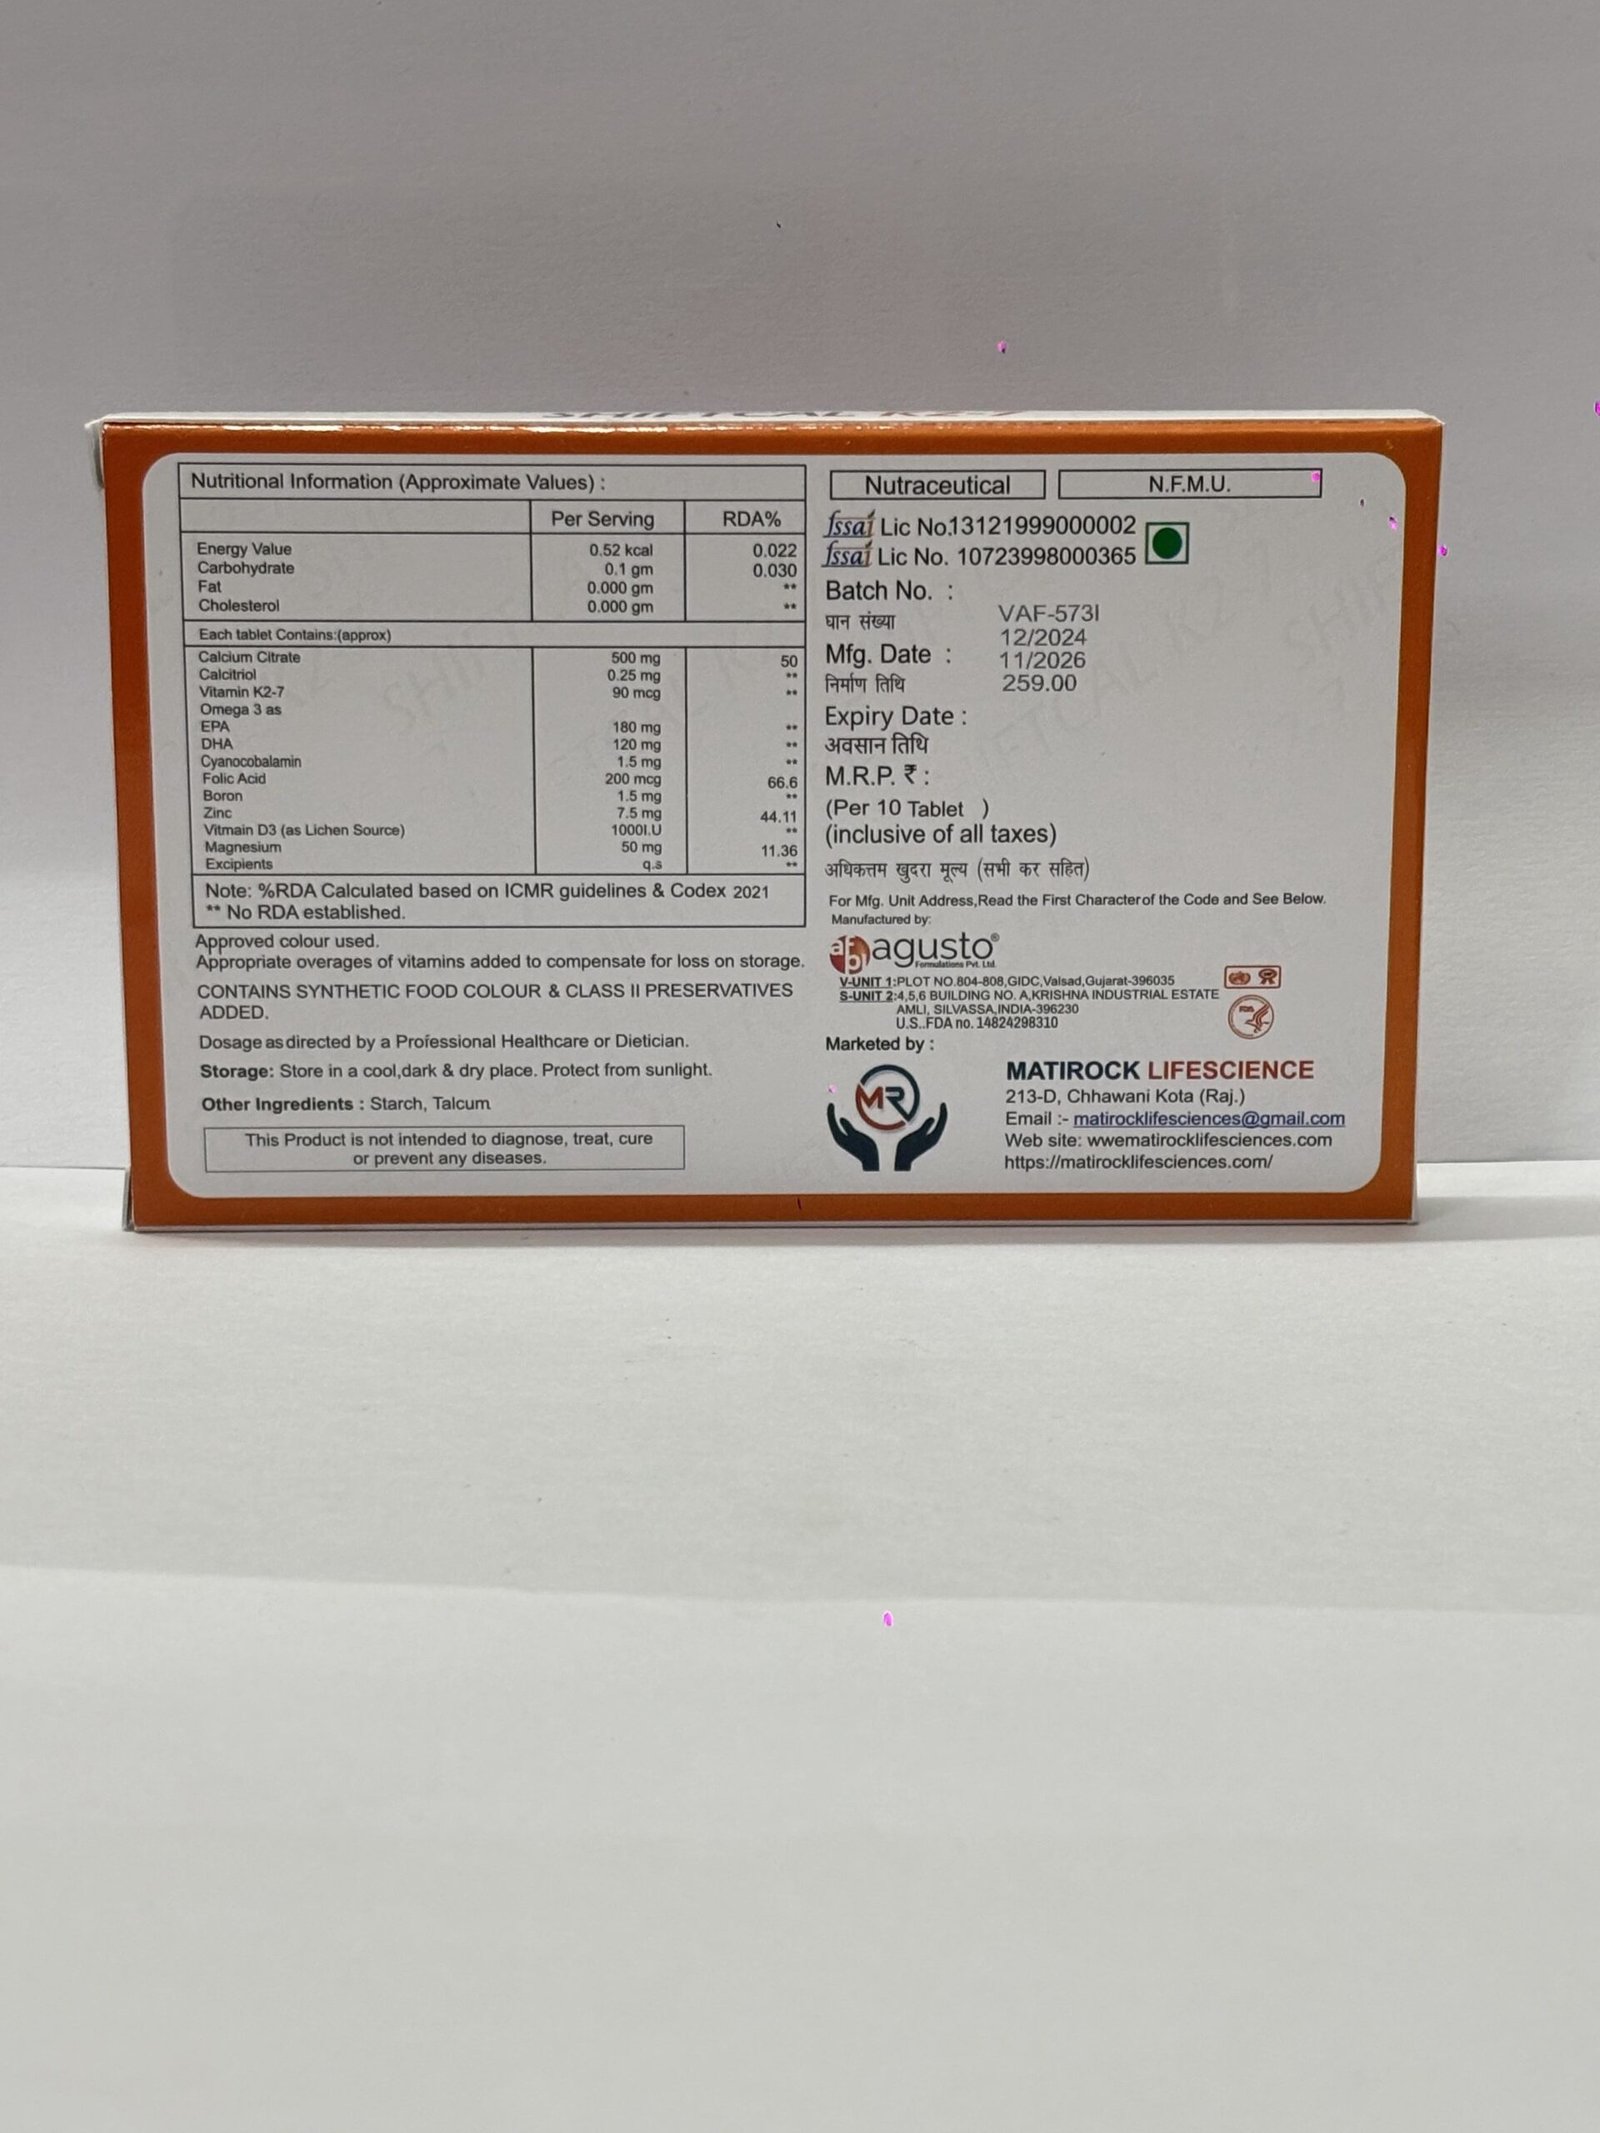 SHIFTCAL K2-7
Nutritional Information (Approximate Values) :
Per Serving RDA%
Energy Value 0.52 kcal 0.022
Carbohydrate 0.1 gm 0.030
Fat 0.000 gm **
Cholesterol 0.000 gm **
Each tablet Contains:(approx)
Calcium Citrate 500 mg 50
Calcitriol 0.25 mg **
Vitamin K2-7 90 mcg **
Omega 3 as
EPA 180 mg **
DHA 120 mg **
Cyanocobalamin 1.5 mg **
Folic Acid 200 mcg 66.6
Boron 1.5 mg **
Zinc 7.5 mg 44.11
Vitmain D3 (as Lichen Source) 1000I.U **
Magnesium 50 mg 11.36
Excipients q.s **
Note: %RDA Calculated based on ICMR guidelines & Codex 2021
** No RDA established.
Approved colour used.
Appropriate overages of vitamins added to compensate for loss on storage.
CONTAINS SYNTHETIC FOOD COLOUR & CLASS II PRESERVATIVES
ADDED.
Dosage as directed by a Professional Healthcare or Dietician.
Storage: Store in a cool,dark & dry place. Protect from sunlight.
Other Ingredients : Starch, Talcum
This Product is not intended to diagnose, treat, cure
or prevent any diseases.
Nutraceutical N.F.M.U.
fssai Lic No.13121999000002
fssai Lic No. 10723998000365
Batch No. :
घान संख्या VAF-573I
12/2024
Mfg. Date : 11/2026
निर्माण तिथि 259.00
Expiry Date :
अवसान तिथि
M.R.P. ₹ :
(Per 10 Tablet )
(inclusive of all taxes)
अधिकत्तम खुदरा मूल्य (सभी कर सहित)
For Mfg. Unit Address,Read the First Character of the Code and See Below.
Manufactured by:
afpl agusto®
Formulations Pvt. Ltd.
V-UNIT 1:PLOT NO.804-808,GIDC,Valsad,Gujarat-396035
S-UNIT 2:4,5,6 BUILDING NO. A,KRISHNA INDUSTRIAL ESTATE
AMLI, SILVASSA,INDIA-396230
U.S..FDA no. 14824298310
Marketed by :
MR
MATIROCK LIFESCIENCE
213-D, Chhawani Kota (Raj.)
Email :- matirocklifesciences@gmail.com
Web site: wwematirocklifesciences.com
https://matirocklifesciences.com/